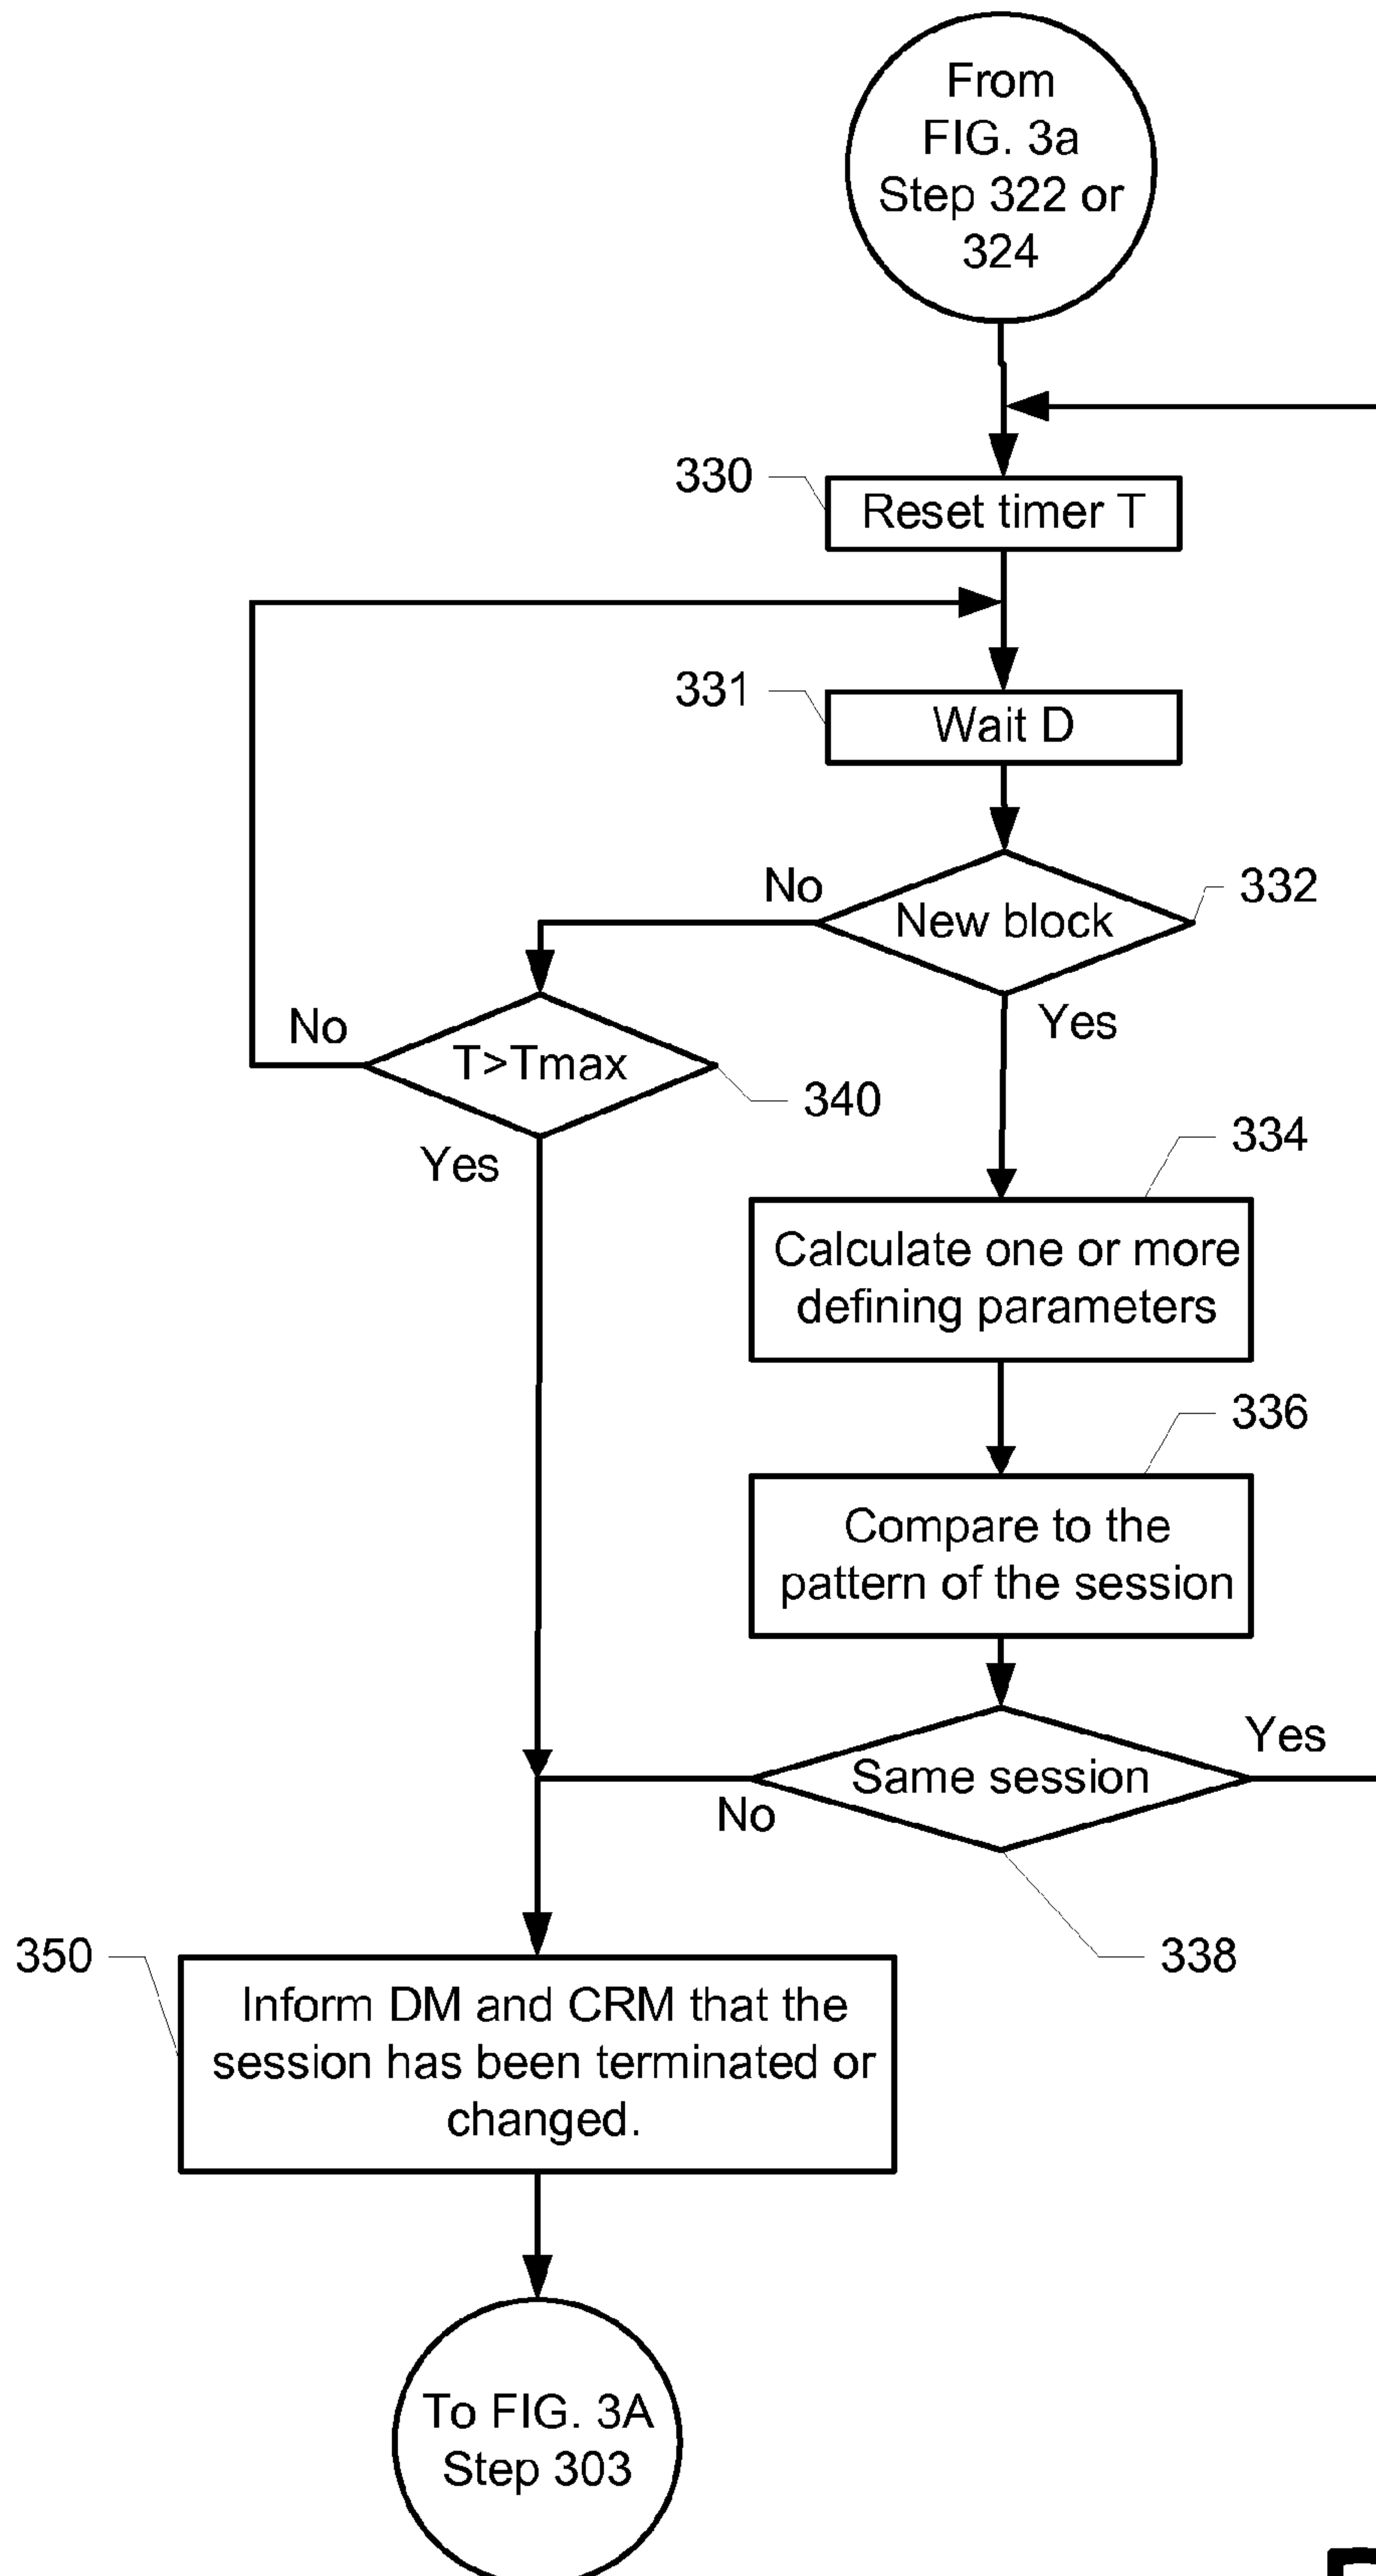 From
FIG. 3a
Step 322 or
324
330
Reset timer T
331
Wait D
No
New block
332
Yes
No
T>Tmax
340
Yes
334
Calculate one or more
defining parameters
336
Compare to the
pattern of the session
Yes
Same session
No
338
350
Inform DM and CRM that the
session has been terminated or
changed.
To FIG. 3A
Step 303